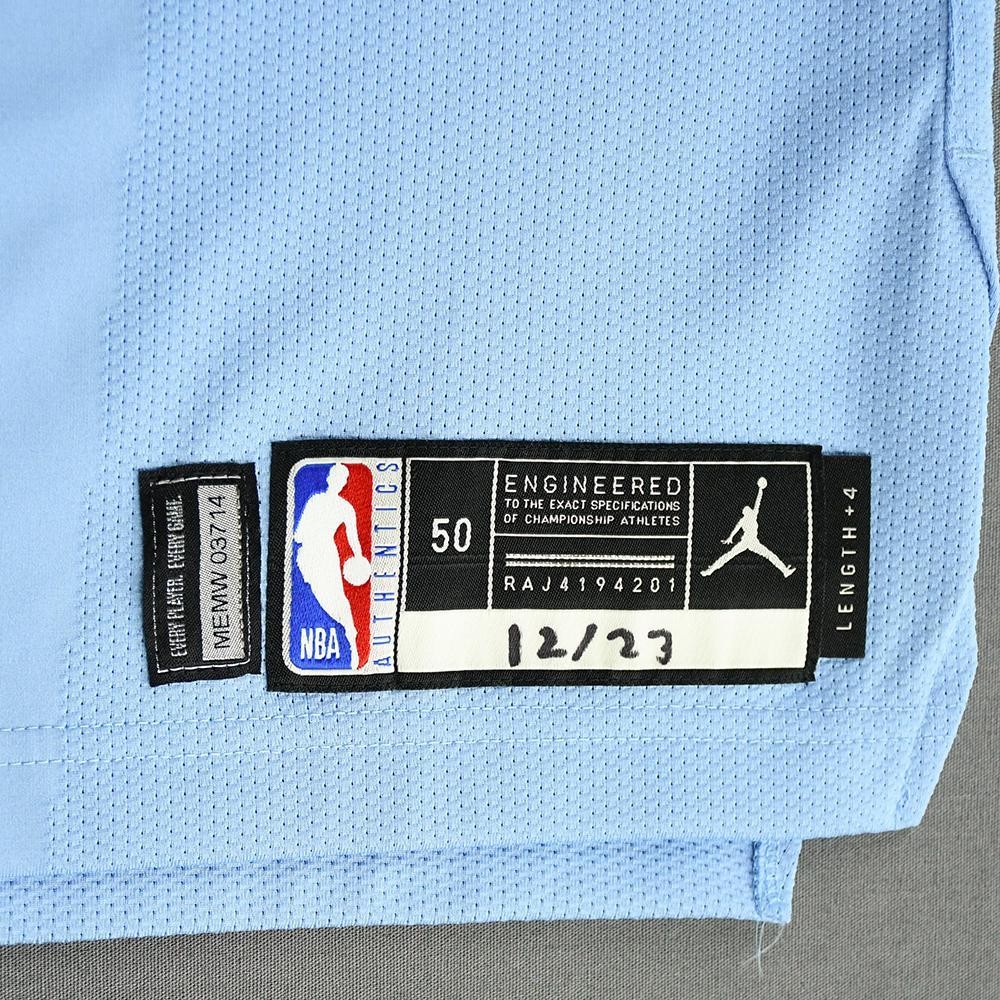 EVERY PLAYER. EVERY GAME.
MEMW 03714
NBA
AUTHENTICS
50
ENGINEERED
TO THE EXACT SPECIFICATIONS
OF CHAMPIONSHIP ATHLETES
RAJ4194201
12/23
LENGTH +4